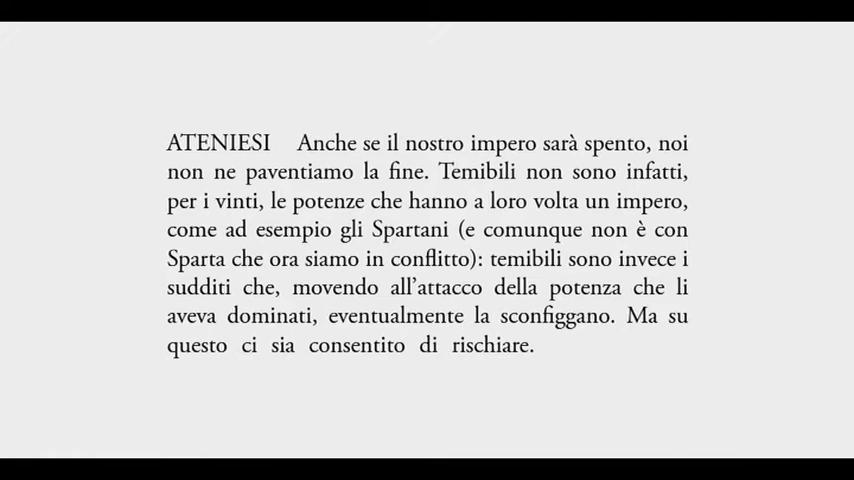 ATENIESI Anche se il nostro impero sarà spento, noi
non ne paventiamo la fine. Temibili non sono infatti,
per i vinti, le potenze che hanno a loro volta un impero,
come ad esempio gli Spartani (e comunque non è con
Sparta che ora siamo in conflitto): temibili sono invece i
sudditi che, movendo all’attacco della potenza che li
aveva dominati, eventualmente la sconfiggano. Ma su
questo ci sia consentito di rischiare.